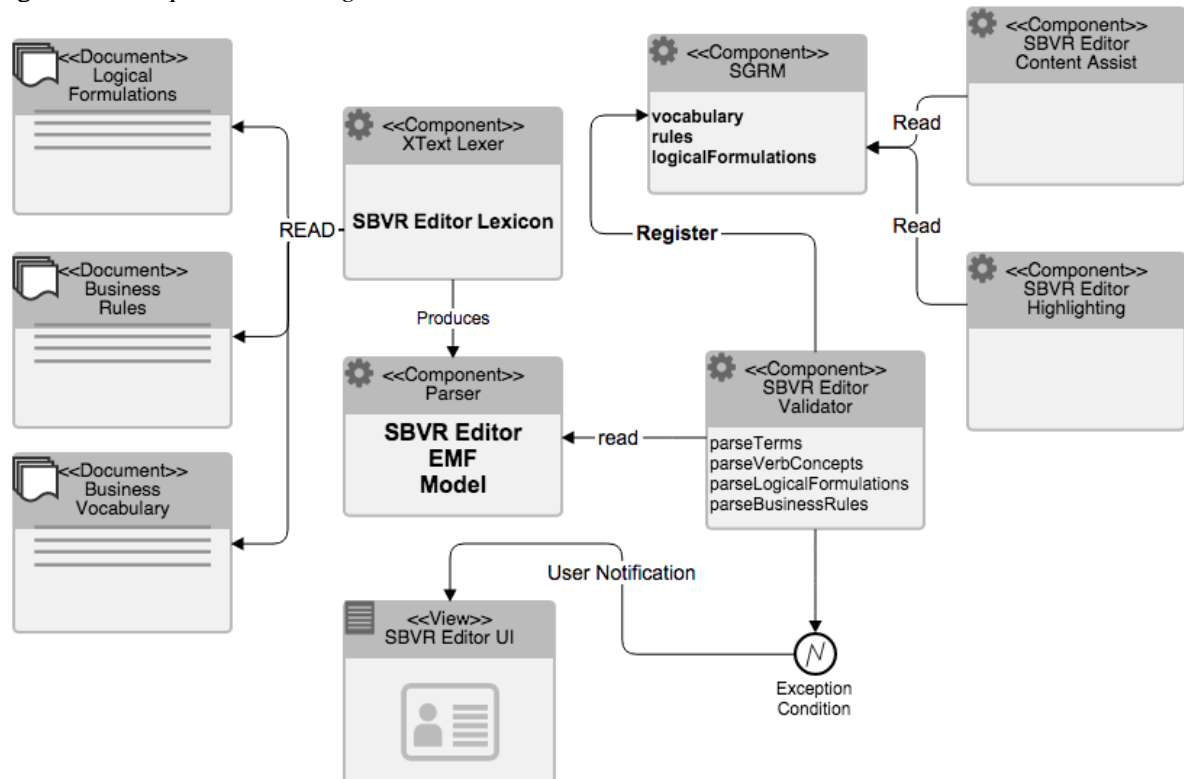 <<Document>>
Logical
Formulations
<<Component>>
XText Lexer
SBVR Editor Lexicon
READ
<<Document>>
Business
Rules
<<Document>>
Business
Vocabulary
Produces
<<Component>>
Parser
SBVR Editor
EMF
Model
<<Component>>
SGRM
vocabulary
rules
logicalFormulations
<<Component>>
SBVR Editor
Content Assist
Read
Read
<<Component>>
SBVR Editor
Highlighting
Register
<<Component>>
SBVR Editor
Validator
parseTerms
parseVerbConcepts
parseLogicalFormulations
parseBusinessRules
read
User Notification
<<View>>
SBVR Editor UI
Exception
Condition